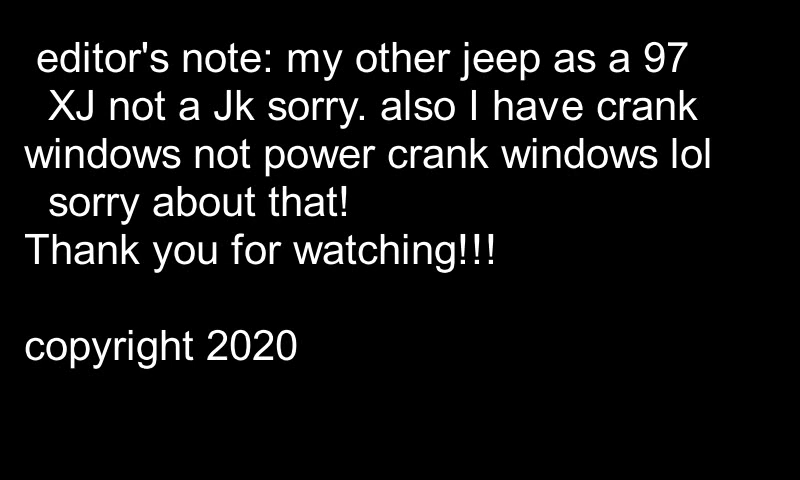 editor's note: my other jeep as a 97
XJ not a Jk sorry. also I have crank
windows not power crank windows lol
sorry about that!
Thank you for watching!!!
copyright 2020